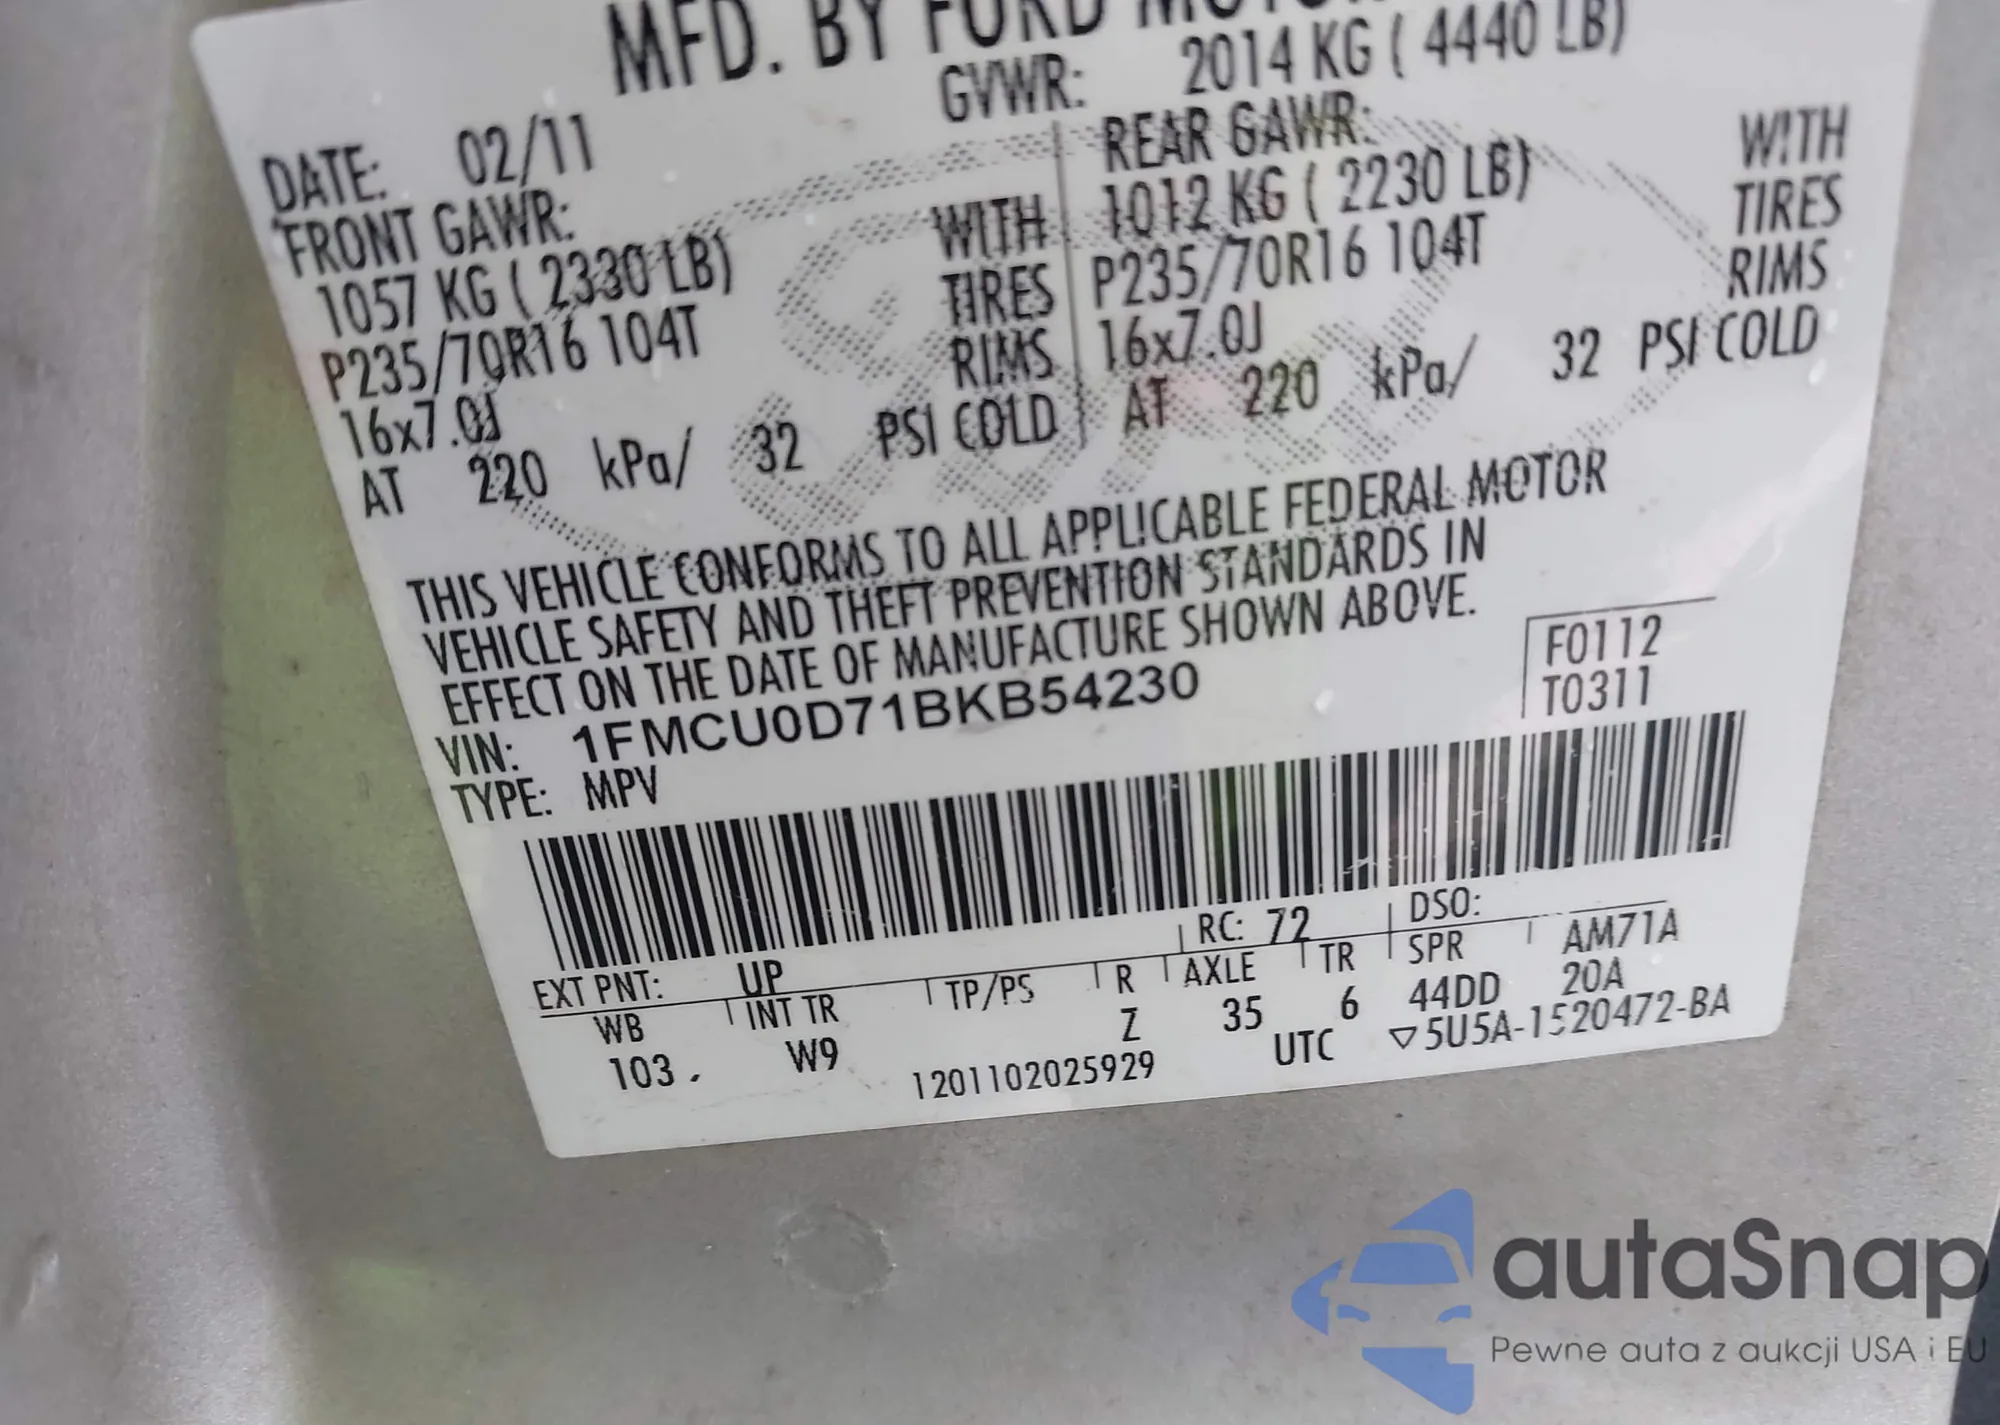 MFD. BY FORD MOTOR
GVWR: 2014 KG ( 4440 LB)
DATE: 02/11
FRONT GAWR:
1057 KG ( 2330 LB)
P235/70R16 104T
16x7.0J
AT 220 kPa/ 32 PSI COLD
WITH
TIRES
RIMS
REAR GAWR:
1012 KG ( 2230 LB)
P235/70R16 104T
16x7.0J
AT 220 kPa/ 32 PSI COLD
WITH
TIRES
RIMS
THIS VEHICLE CONFORMS TO ALL APPLICABLE FEDERAL MOTOR
VEHICLE SAFETY AND THEFT PREVENTION STANDARDS IN
EFFECT ON THE DATE OF MANUFACTURE SHOWN ABOVE.
VIN: 1FMCU0D71BKB54230
TYPE: MPV
F0112
T0311
EXT PNT: UP RC: 72 DSO:
WB INT TR TP/PS R AXLE TR SPR AM71A
103 . W9 Z 35 6 44DD 20A
1201102025929 UTC ▽5U5A-1520472-BA
autaSnap
Pewne auta z aukcji USA i EU